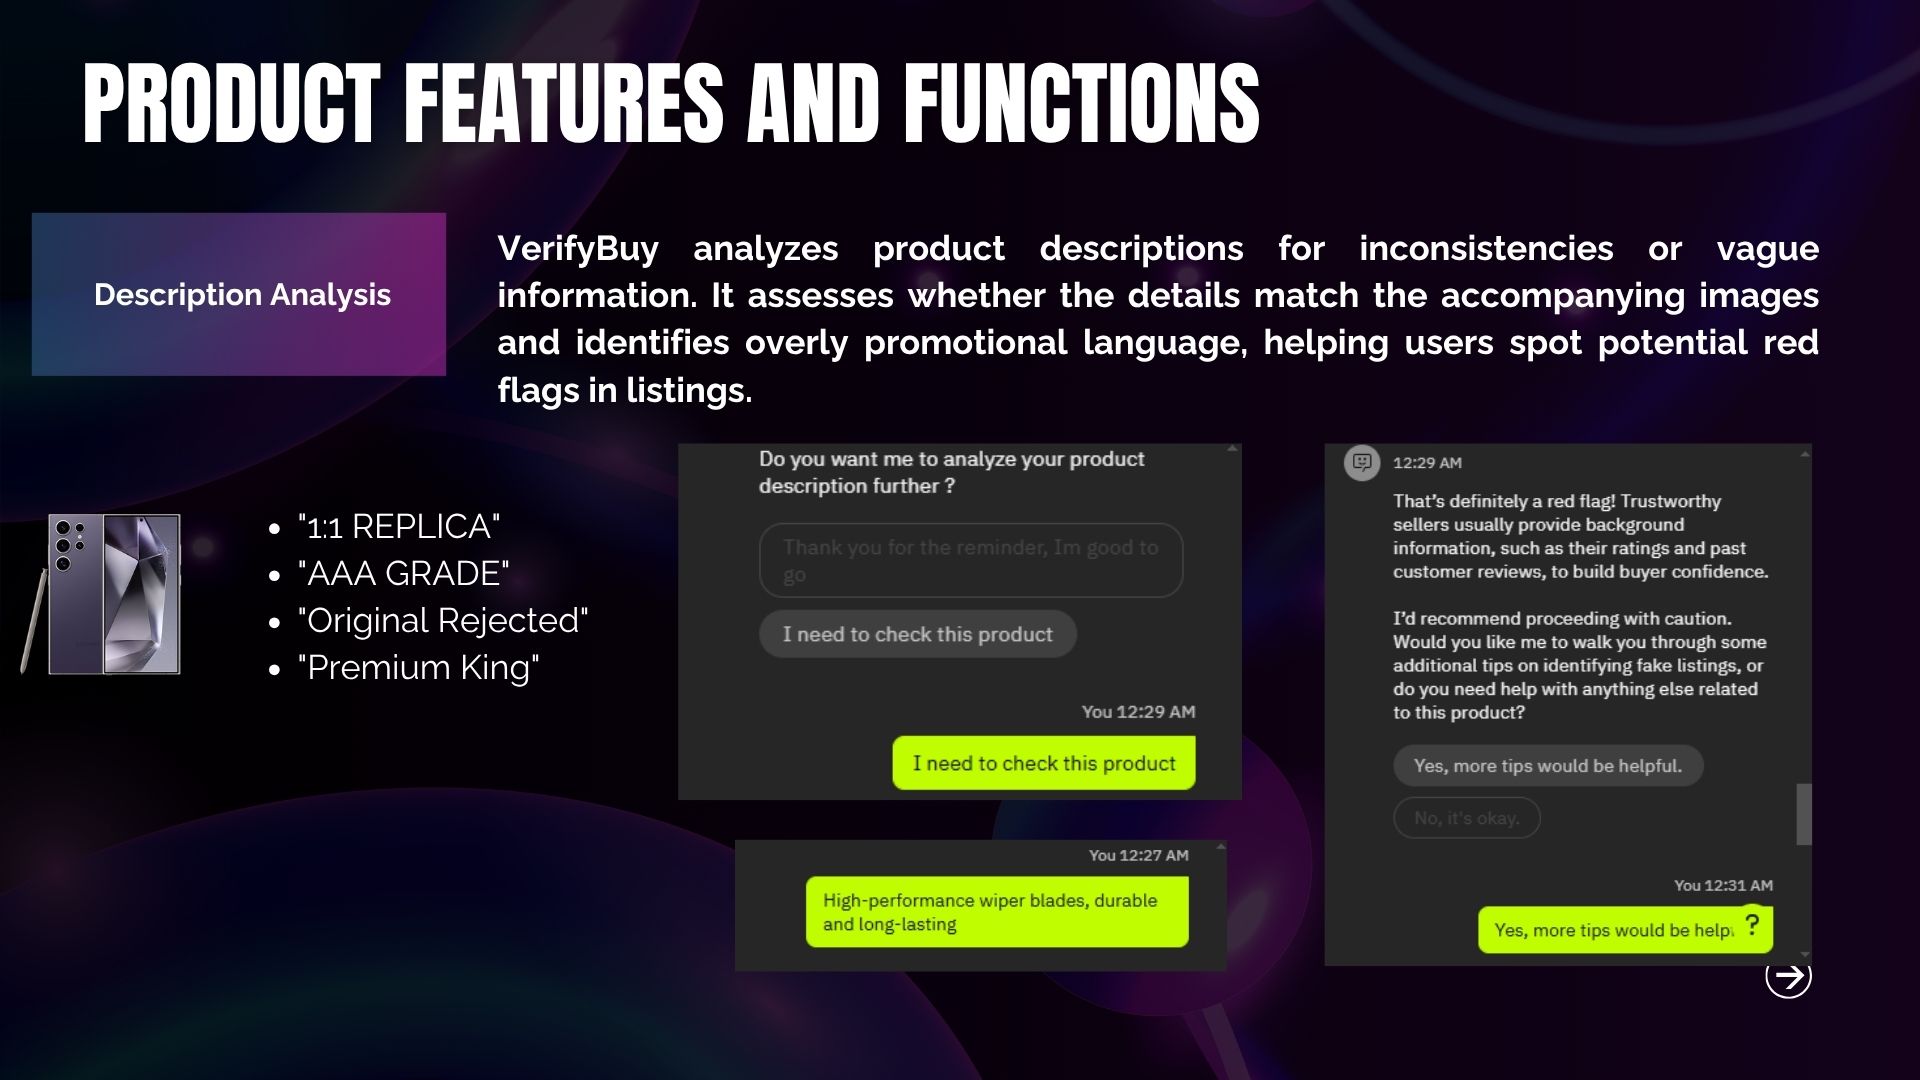 PRODUCT FEATURES AND FUNCTIONS
Description Analysis
VerifyBuy analyzes product descriptions for inconsistencies or vague
information. It assesses whether the details match the accompanying images
and identifies overly promotional language, helping users spot potential red
flags in listings.
"1:1 REPLICA"
"AAA GRADE"
"Original Rejected"
"Premium King"
Do you want me to analyze your product
description further ?
Thank you for the reminder, Im good to
go
I need to check this product
You 12:29 AM
I need to check this product
You 12:27 AM
High-performance wiper blades, durable
and long-lasting
12:29 AM
That's definitely a red flag! Trustworthy
sellers usually provide background
information, such as their ratings and past
customer reviews, to build buyer confidence.
I'd recommend proceeding with caution.
Would you like me to walk you through some
additional tips on identifying fake listings, or
do you need help with anything else related
to this product?
Yes, more tips would be helpful.
No, it's okay.
You 12:31 AM
Yes, more tips would be help ?